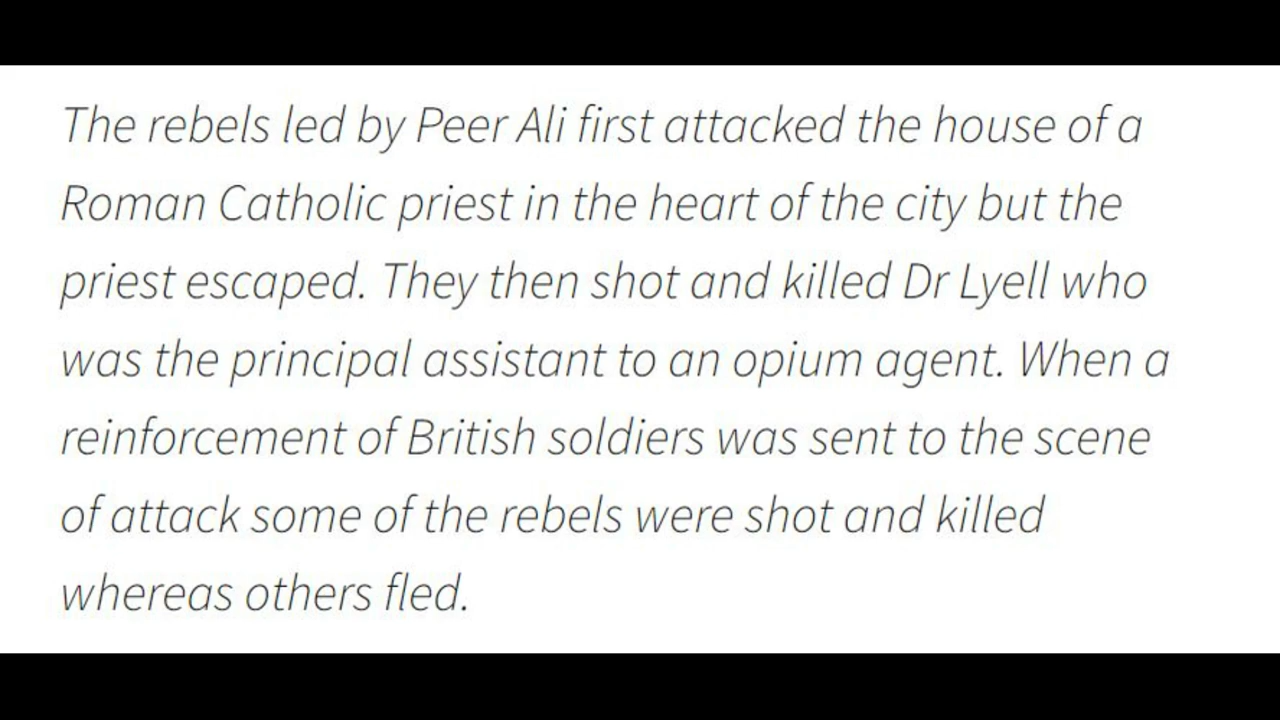 The rebels led by Peer Ali first attacked the house of a
Roman Catholic priest in the heart of the city but the
priest escaped. They then shot and killed Dr Lyell who
was the principal assistant to an opium agent. When a
reinforcement of British soldiers was sent to the scene
of attack some of the rebels were shot and killed
whereas others fled.